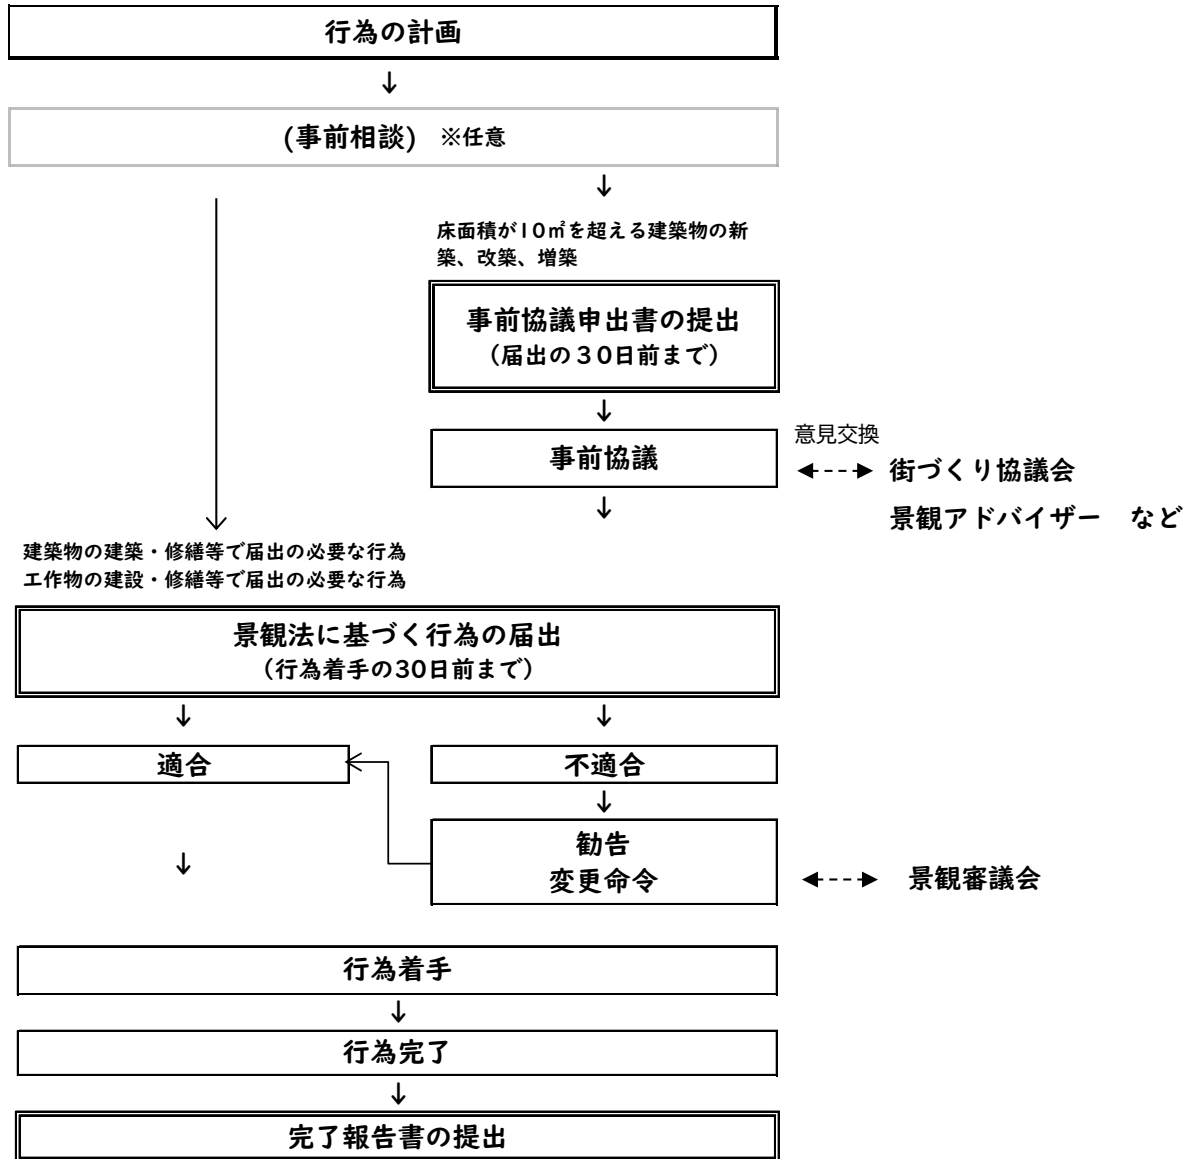 行為の計画
↓
(事前相談) ※任意
↓
床面積が10㎡を超える建築物の新
築、改築、増築
事前協議申出書の提出
（届出の３０日前まで）
↓
事前協議
意見交換
街づくり協議会
景観アドバイザー　など
↓
建築物の建築・修繕等で届出の必要な行為
工作物の建設・修繕等で届出の必要な行為
景観法に基づく行為の届出
（行為着手の30日前まで）
↓ ↓
適合
不適合
↓
勧告
変更命令
↓
景観審議会
行為着手
↓
行為完了
↓
完了報告書の提出